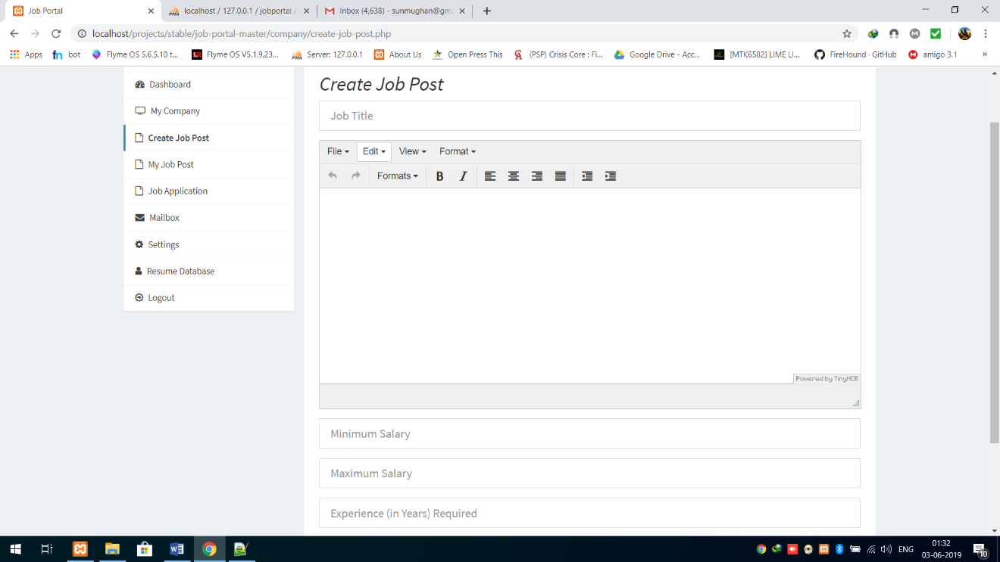 Job Portal
localhost / 127.0.0.1 / jobportal /
Inbox (4,638) - sunmughan@gm
localhost/projects/stable/job-portal-master/company/create-job-post.php
Apps bot Flyme OS 5.6.5.10 t... Flyme OS V5.1.9.23... Server: 127.0.0.1 About Us Open Press This (PSP) Crisis Core : Fi... Google Drive - Acc... [MTK6582] LIME LI... FireHound · GitHub amigo 3.1 »
Dashboard
My Company
Create Job Post
My Job Post
Job Application
Mailbox
Settings
Resume Database
Logout
Create Job Post
Job Title
File Edit View Format
Formats B I
Powered by TinyMCE
Minimum Salary
Maximum Salary
Experience (in Years) Required
ENG
01:32
03-06-2019
10